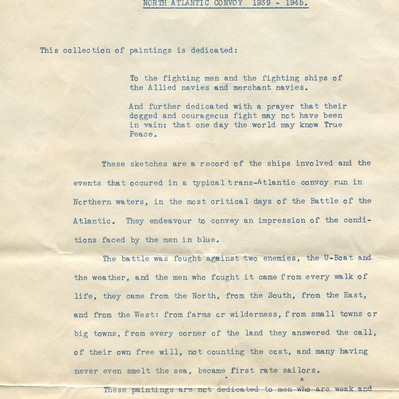 NORTH ATLANTIC CONVOY 1939 - 1945.
This collection of paintings is dedicated:
To the fighting men and the fighting ships of
the Allied navies and merchant navies.
And further dedicated with a prayer that their
dogged and courageous fight may not have been
in vain: that one day the world may know True
Peace.
These sketches are a record of the ships involved and the
events that occured in a typical trans-Atlantic convoy run in
Northern waters, in the most critical days of the Battle of the
Atlantic. They endeavour to convey an impression of the condi-
tions faced by the men in blue.
The battle was fought against two enemies, the U-Boat and
the weather, and the men who fought it came from every walk of
life, they came from the North, from the South, from the East,
and from the West: from farms or wilderness, from small towns or
big towns, from every corner of the land they answered the call,
of their own free will, not counting the cost, and many having
never even smelt the sea, became first rate sailors.
These paintings are not dedicated to men who are weak and